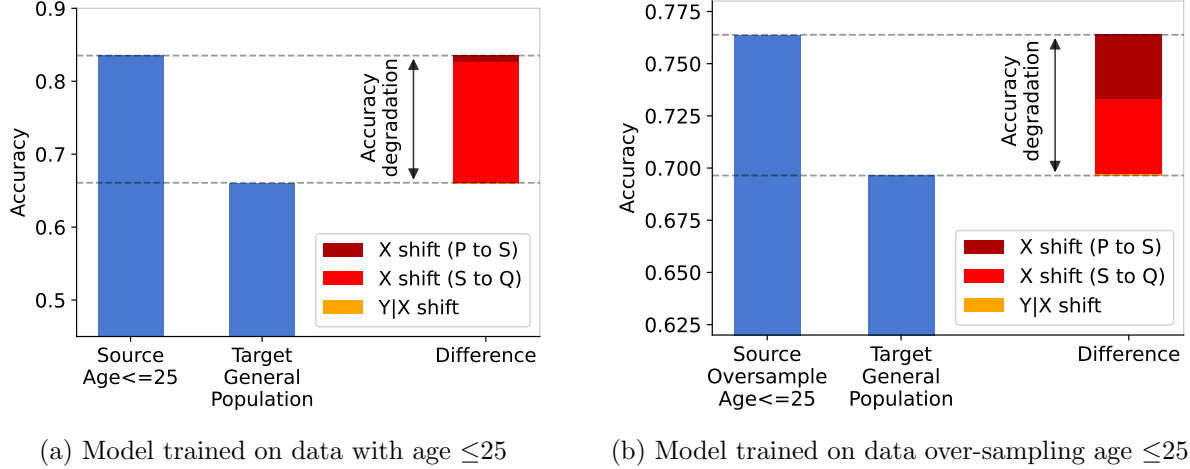 0.9
0.8
0.7
0.6
0.5
Accuracy
Accuracy
degradation
X shift (P to S)
X shift (S to Q)
Y|X shift
Source
Age<=25
Target
General
Population
Difference
(a) Model trained on data with age ≤25
0.775
0.750
0.725
0.700
0.675
0.650
0.625
Accuracy
Accuracy
degradation
X shift (P to S)
X shift (S to Q)
Y|X shift
Source
Oversample
Age<=25
Target
General
Population
Difference
(b) Model trained on data over-sampling age ≤25